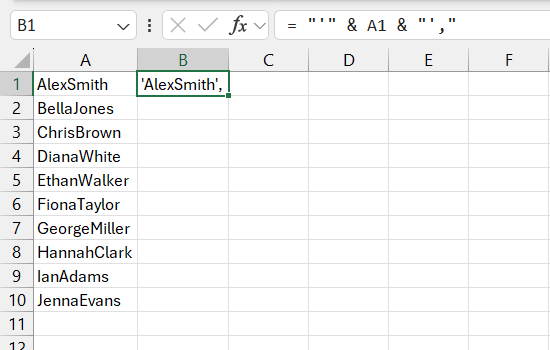 B1 fx = "'" & A1 & "',"
A B C D E F
1 AlexSmith 'AlexSmith',
2 BellaJones
3 ChrisBrown
4 DianaWhite
5 EthanWalker
6 FionaTaylor
7 GeorgeMiller
8 HannahClark
9 IanAdams
10 JennaEvans
11
12